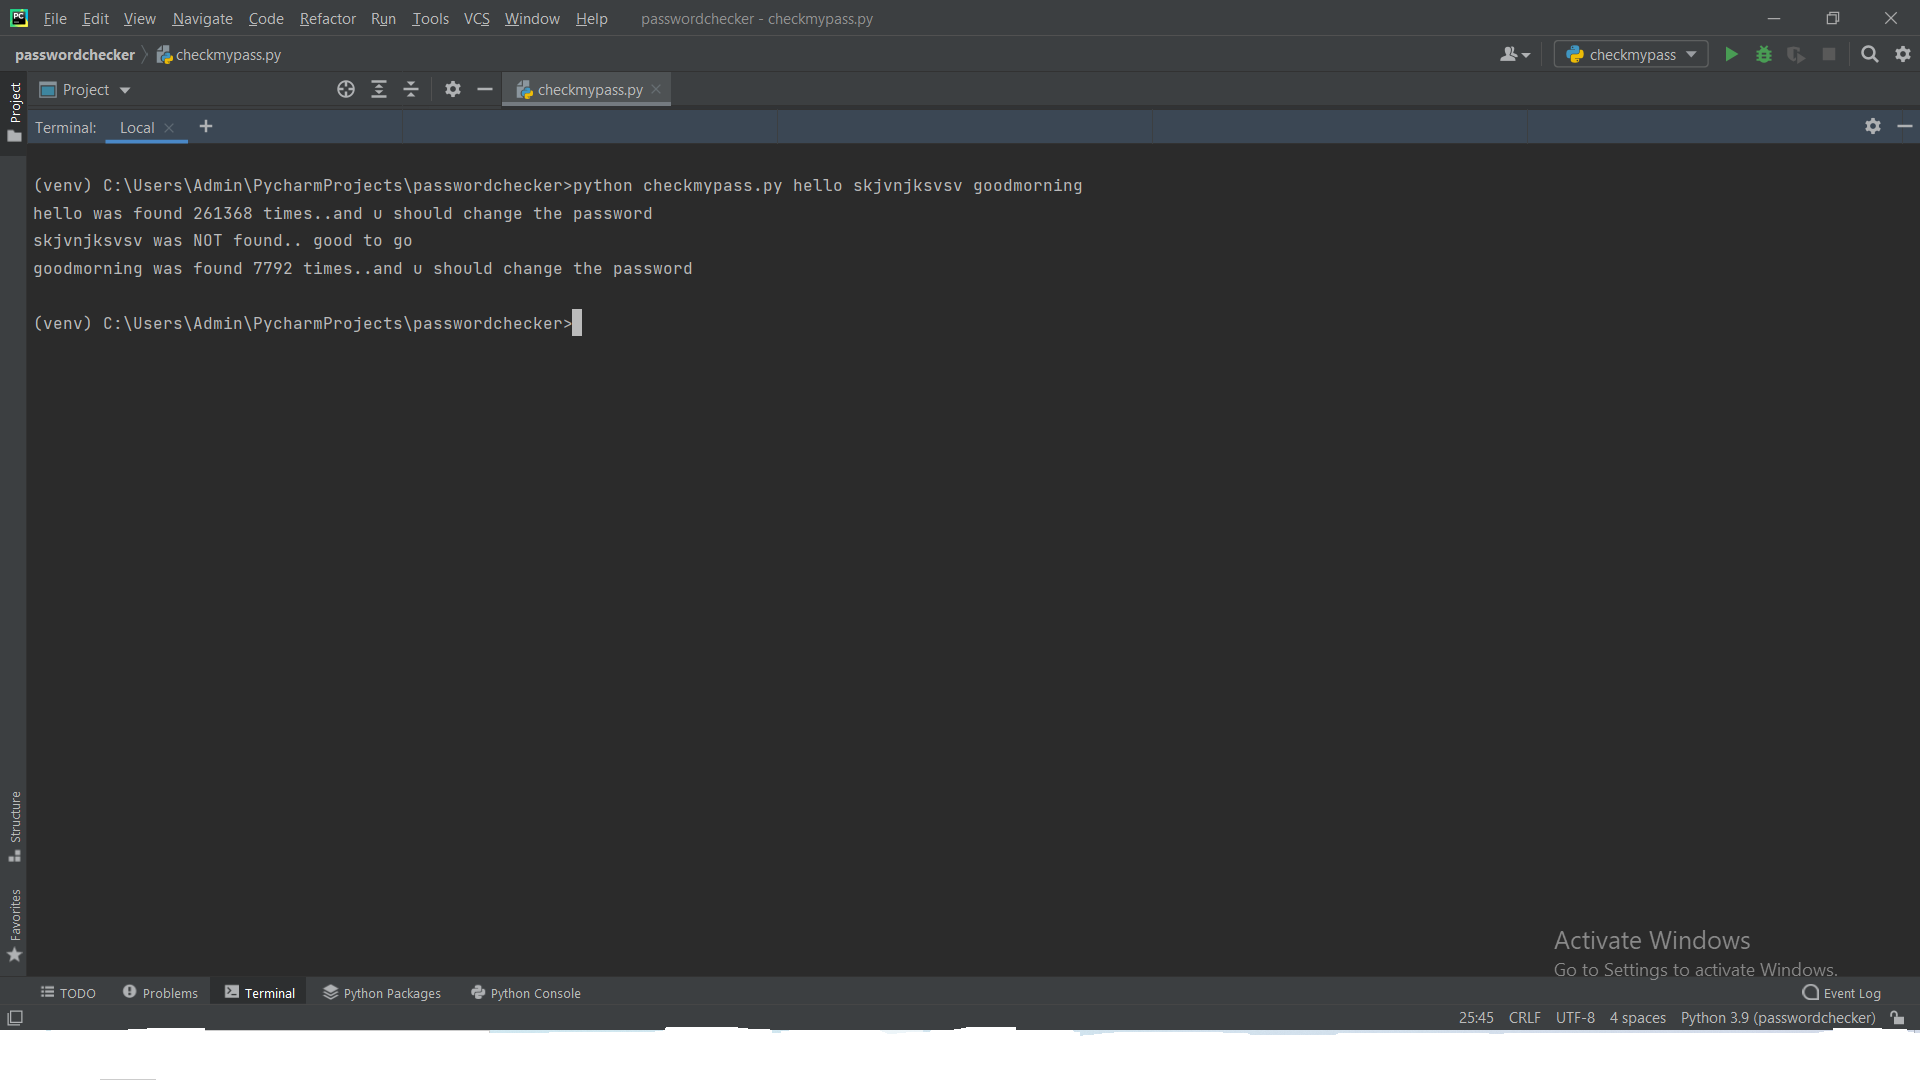 File Edit View Navigate Code Refactor Run Tools VCS Window Help passwordchecker - checkmypass.py
passwordchecker checkmypass.py checkmypass
Project
Project checkmypass.py
Terminal: Local
(venv) C:\Users\Admin\PycharmProjects\passwordchecker>python checkmypass.py hello skjvnjksvsv goodmorning
hello was found 261368 times..and u should change the password
skjvnjksvsv was NOT found.. good to go
goodmorning was found 7792 times..and u should change the password
(venv) C:\Users\Admin\PycharmProjects\passwordchecker>
Structure
Favorites
Activate Windows
Go to Settings to activate Windows.
TODO Problems Terminal Python Packages Python Console Event Log
25:45 CRLF UTF-8 4 spaces Python 3.9 (passwordchecker)